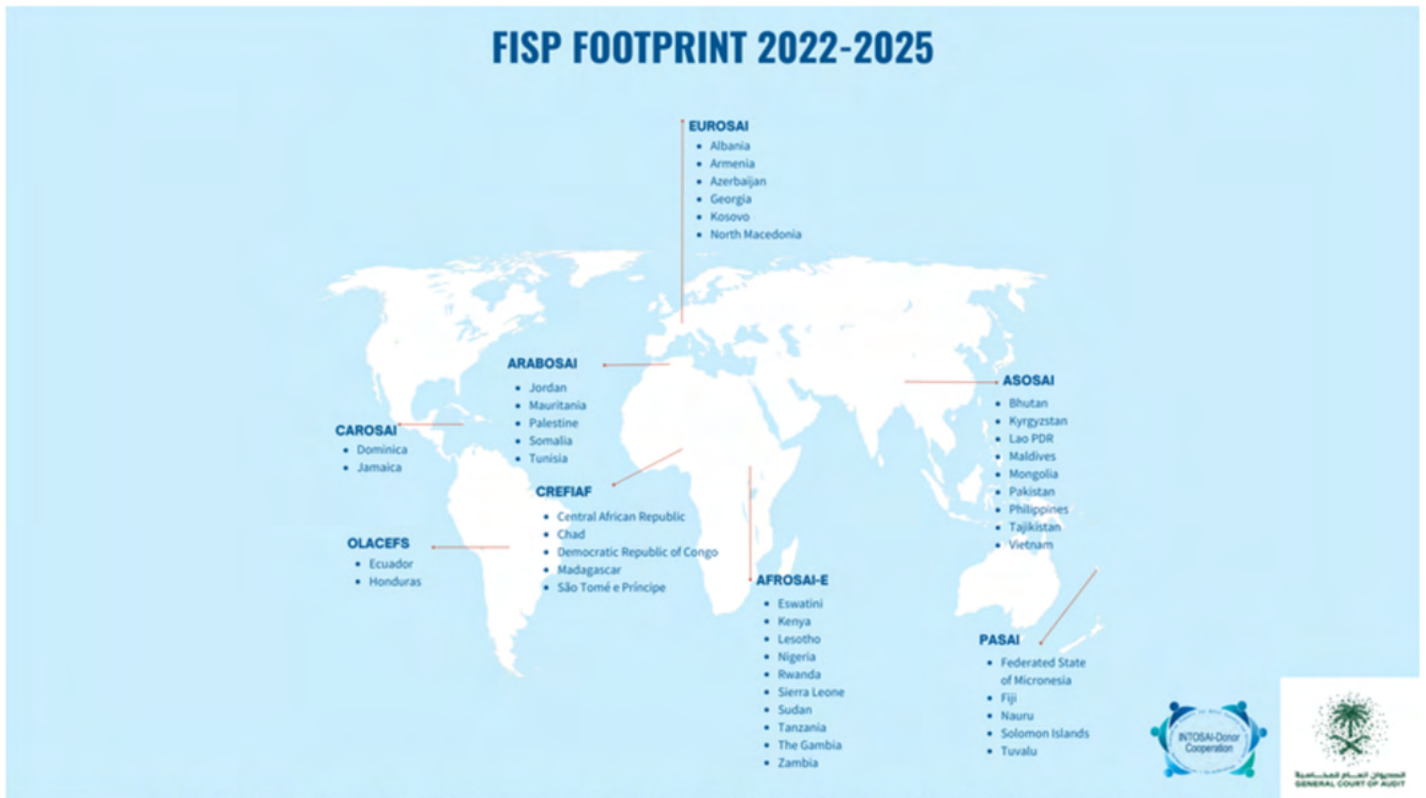 FISP FOOTPRINT 2022-2025
EUROSAI
• Albania
• Armenia
• Azerbaijan
• Georgia
• Kosovo
• North Macedonia
ARABOSAI
• Jordan
• Mauritania
• Palestine
• Somalia
• Tunisia
CAROSAI
• Dominica
• Jamaica
CREFIAF
• Central African Republic
• Chad
• Democratic Republic of Congo
• Madagascar
• São Tomé e Príncipe
OLACEFS
• Ecuador
• Honduras
ASOSAI
• Bhutan
• Kyrgyzstan
• Lao PDR
• Maldives
• Mongolia
• Pakistan
• Philippines
• Tajikistan
• Vietnam
AFROSAI-E
• Eswatini
• Kenya
• Lesotho
• Nigeria
• Rwanda
• Sierra Leone
• Sudan
• Tanzania
• The Gambia
• Zambia
PASAI
• Federated State
of Micronesia
• Fiji
• Nauru
• Solomon Islands
• Tuvalu
INTOSAI-Donor
Cooperation
الديوان العام للمحاسبة
GENERAL COURT OF AUDIT